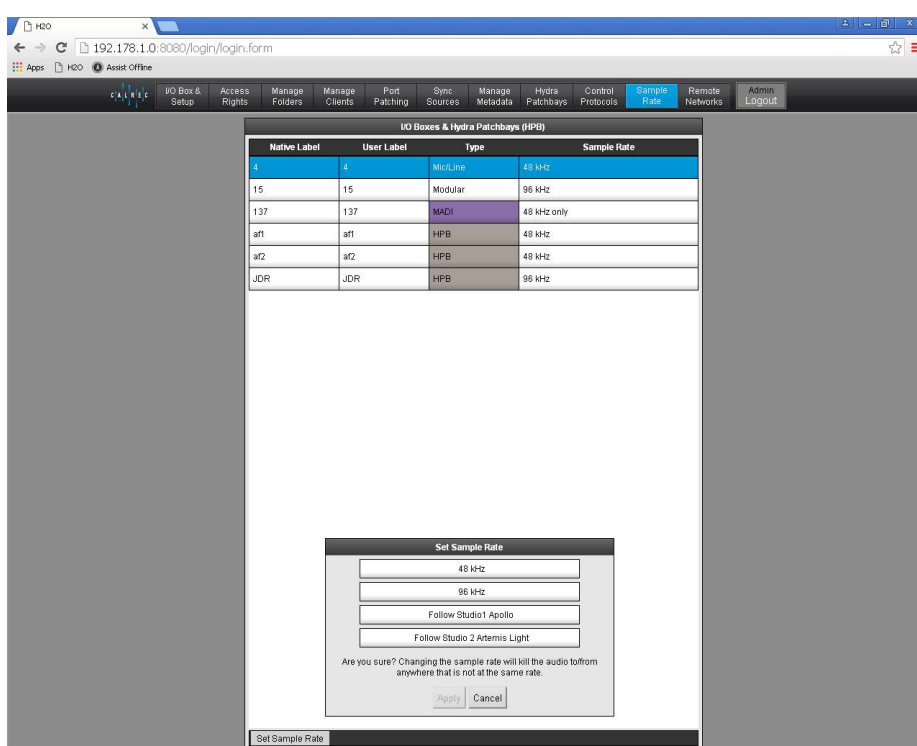 H2O
192.178.1.0:8080/login/login.form
Apps H2O Assist Offline
CALREC
I/O Box & Setup
Access Rights
Manage Folders
Manage Clients
Port Patching
Sync Sources
Manage Metadata
Hydra Patchbays
Control Protocols
Sample Rate
Remote Networks
Admin Logout
I/O Boxes & Hydra Patchbays (HPB)
Native Label User Label Type Sample Rate
4 4 Mic/Line 48 kHz
15 15 Modular 96 kHz
137 137 MADI 48 kHz only
af1 af1 HPB 48 kHz
af2 af2 HPB 48 kHz
JDR JDR HPB 96 kHz
Set Sample Rate
48 kHz
96 kHz
Follow Studio1 Apollo
Follow Studio 2 Artemis Light
Are you sure? Changing the sample rate will kill the audio to/from
anywhere that is not at the same rate.
Apply Cancel
Set Sample Rate